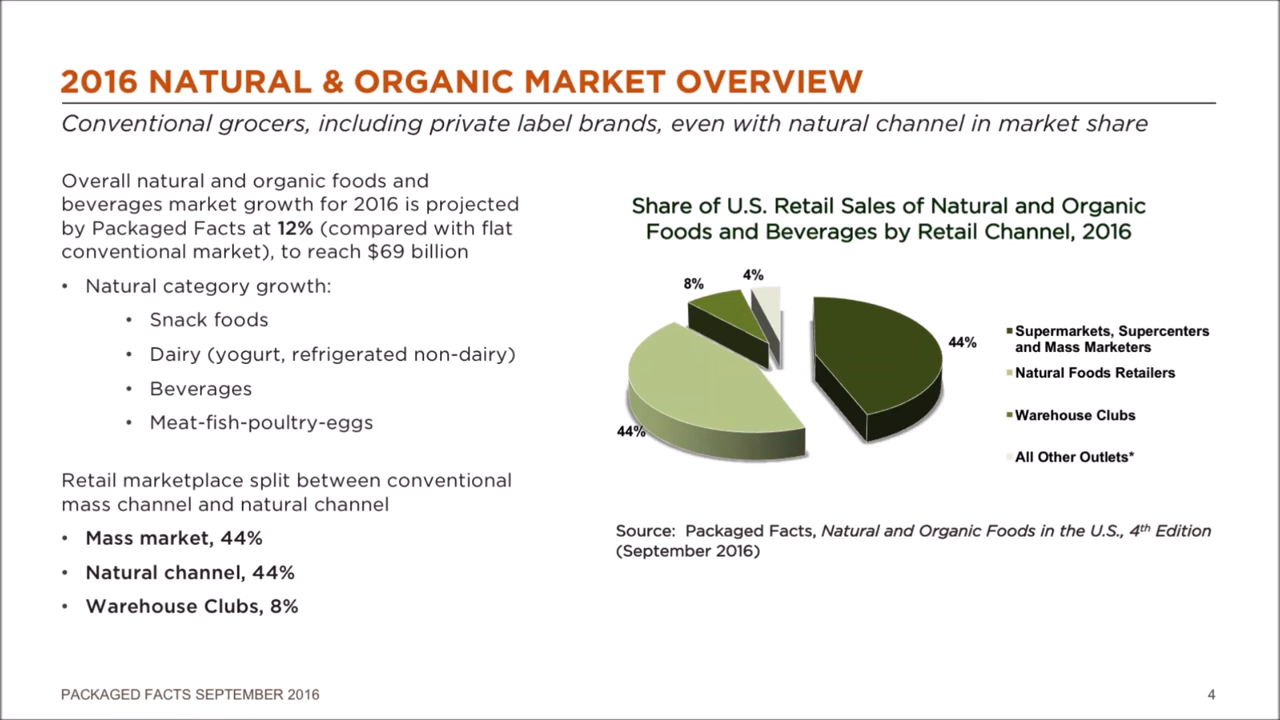 2016 NATURAL & ORGANIC MARKET OVERVIEW
Conventional grocers, including private label brands, even with natural channel in market share
Overall natural and organic foods and
beverages market growth for 2016 is projected
by Packaged Facts at 12% (compared with flat
conventional market), to reach $69 billion
• Natural category growth:
• Snack foods
• Dairy (yogurt, refrigerated non-dairy)
• Beverages
• Meat-fish-poultry-eggs
Retail marketplace split between conventional
mass channel and natural channel
• Mass market, 44%
• Natural channel, 44%
• Warehouse Clubs, 8%
Share of U.S. Retail Sales of Natural and Organic
Foods and Beverages by Retail Channel, 2016
4%
8%
44%
44%
Supermarkets, Supercenters
and Mass Marketers
Natural Foods Retailers
Warehouse Clubs
All Other Outlets*
Source: Packaged Facts, Natural and Organic Foods in the U.S., 4th Edition
(September 2016)
PACKAGED FACTS SEPTEMBER 2016
4